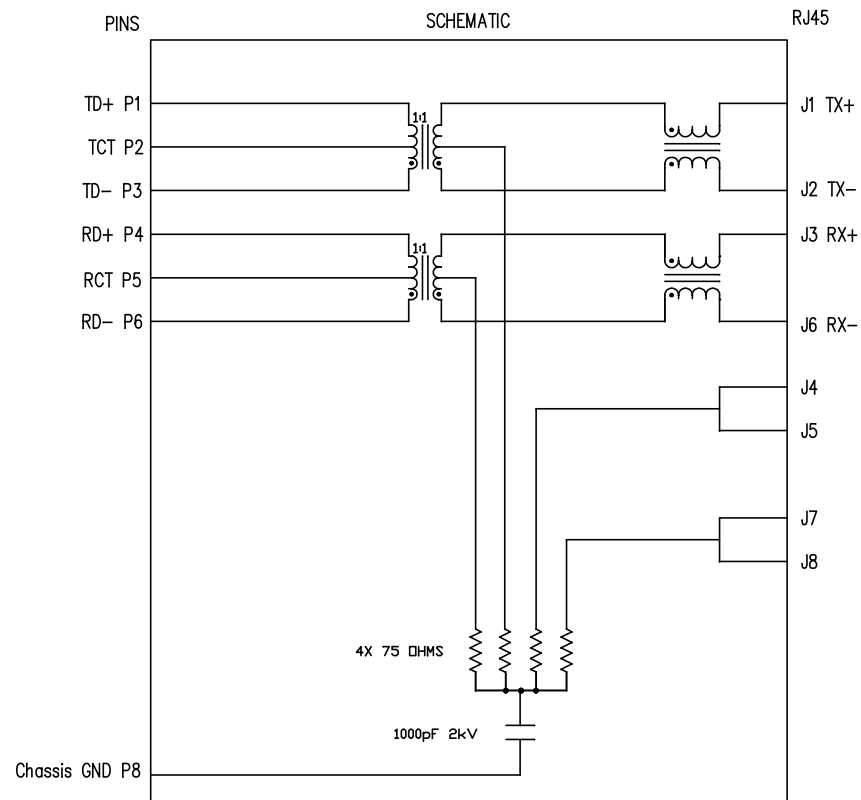 PINS SCHEMATIC RJ45
TD+ P1 1:1 J1 TX+
TCT P2
TD- P3 J2 TX-
RD+ P4 1:1 J3 RX+
RCT P5
RD- P6 J6 RX-
J4
J5
J7
J8
4X 75 OHMS
1000pF 2kV
Chassis GND P8